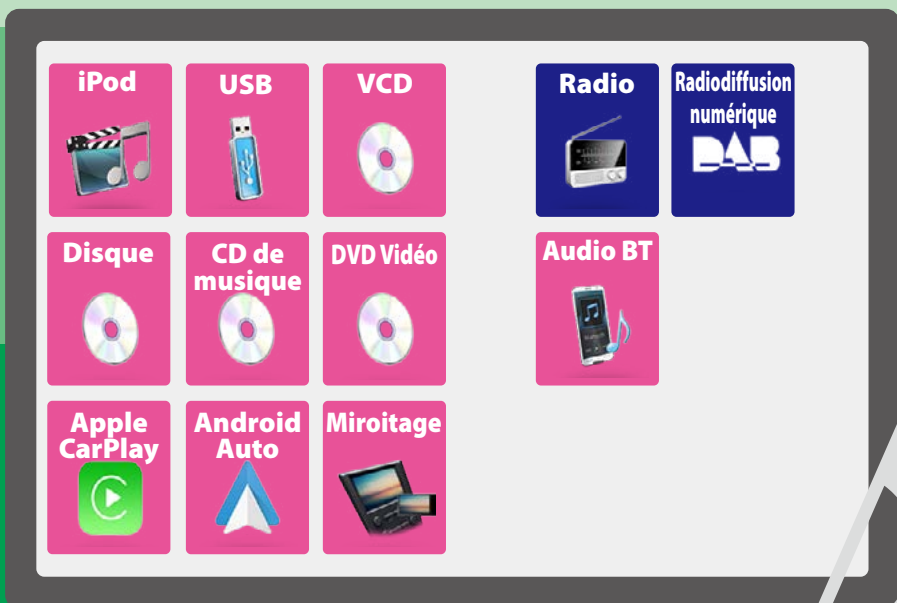 iPod
USB
VCD
Radio
Radiodiffusion
numérique
DAB
Disque
CD de
musique
DVD Vidéo
Audio BT
Apple
CarPlay
Android
Auto
Miroitage